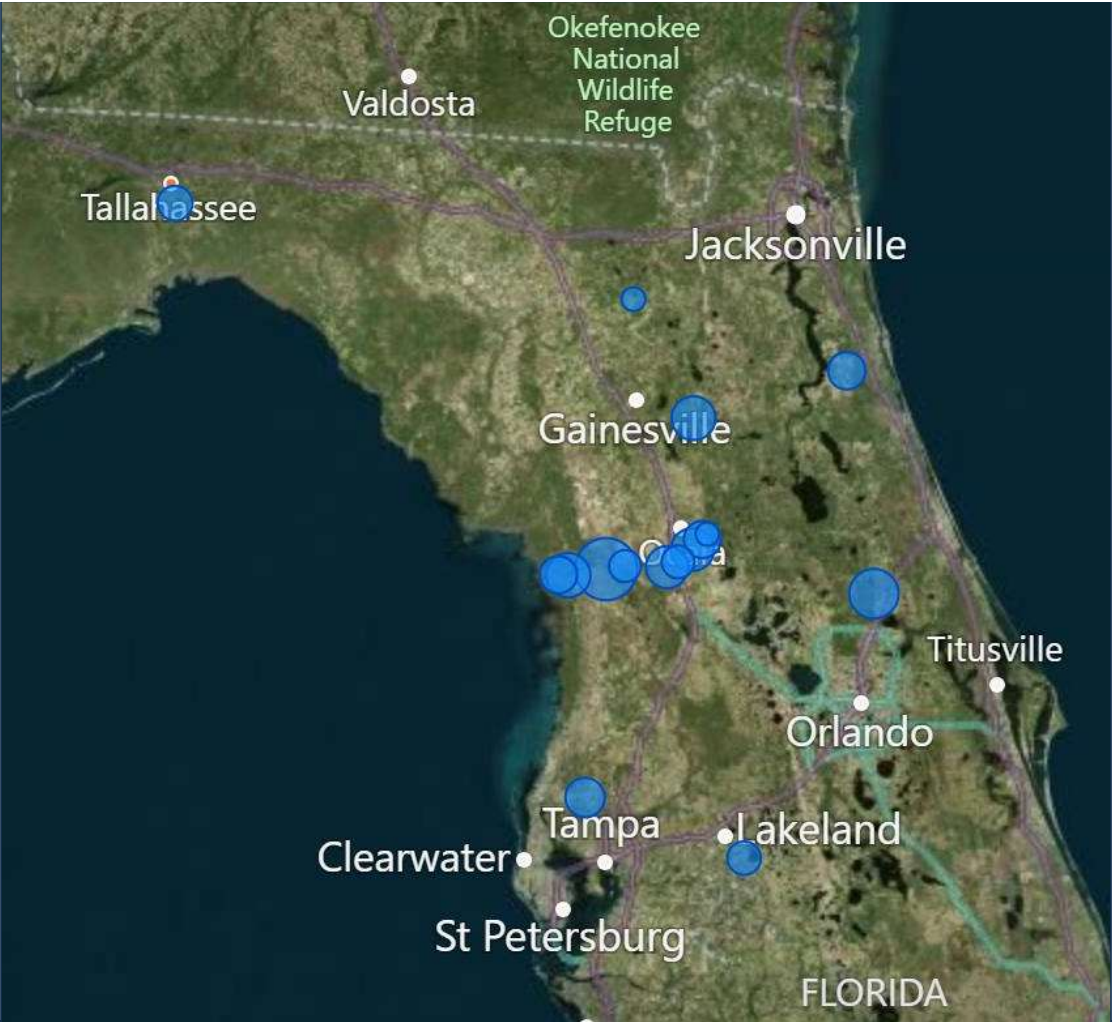 Okefenokee
National
Wildlife
Refuge
Valdosta
Tallahassee
Jacksonville
Gainesville
Titusville
Orlando
Tampa
Lakeland
Clearwater
St Petersburg
FLORIDA